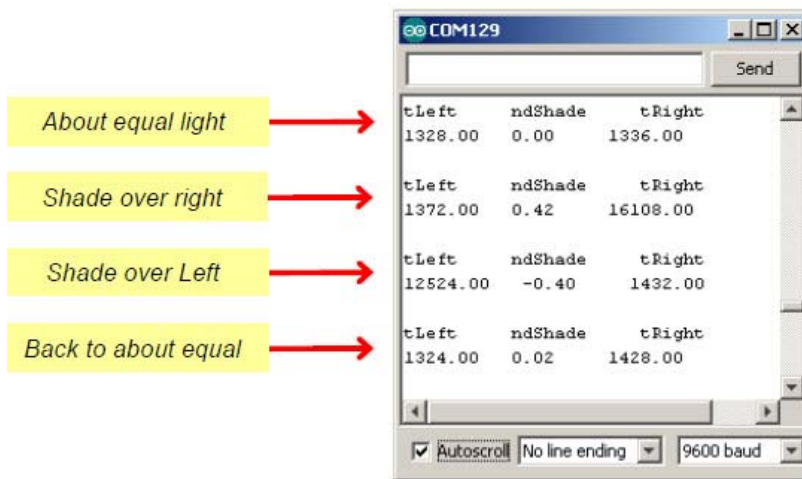 COM129
Send
About equal light
tLeft ndShade tRight
1328.00 0.00 1336.00
Shade over right
tLeft ndShade tRight
1372.00 0.42 16108.00
Shade over Left
tLeft ndShade tRight
12524.00 -0.40 1432.00
Back to about equal
tLeft ndShade tRight
1324.00 0.02 1428.00
Autoscroll No line ending 9600 baud